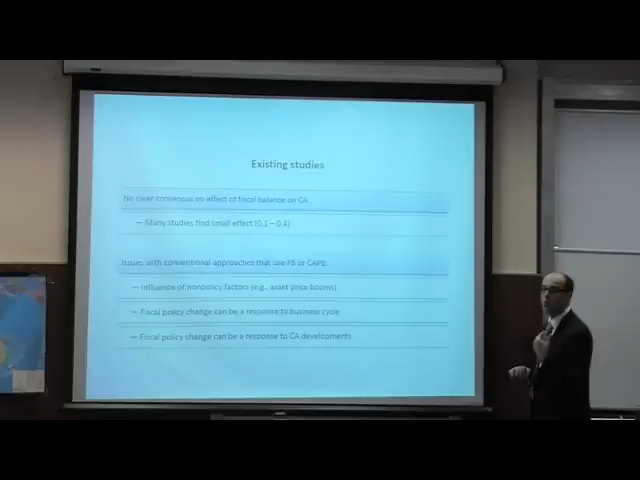 Existing studies
No clear consensus on effect of fiscal balance on CA
— Many studies find small effect (0.1 – 0.4)
Issues with conventional approaches that use FB or CAPB:
— Influence of nonpolicy factors (e.g., asset price booms)
— Fiscal policy change can be a response to business cycle
— Fiscal policy change can be a response to CA developments